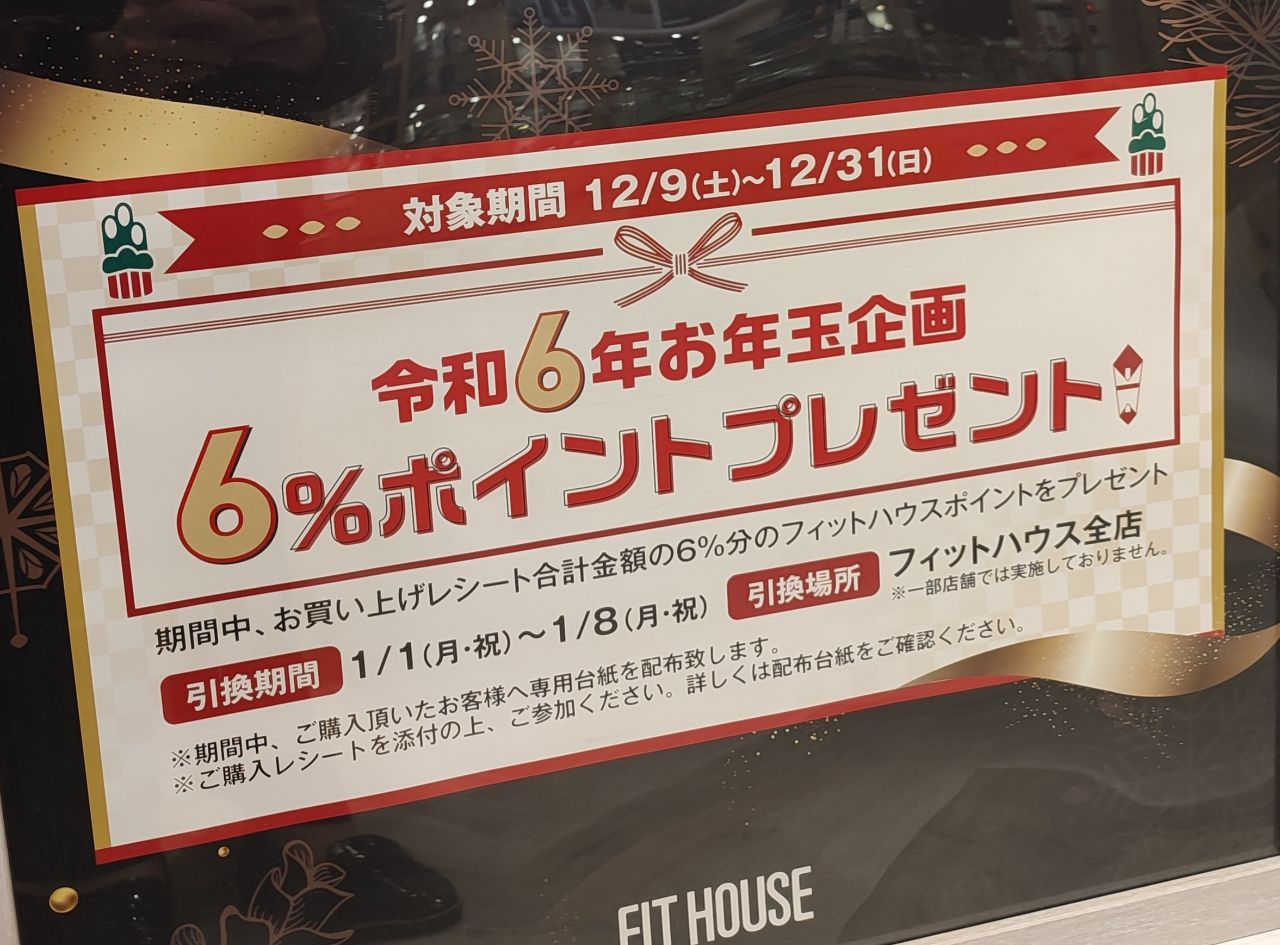 対象期間 12/9(土)~12/31(日)
令和6年お年玉企画
6%ポイントプレゼント!
期間中、お買い上げレシート合計金額の6%分のフィットハウスポイントをプレゼント
引換期間 1/1(月・祝)~1/8(月・祝) 引換場所 フィットハウス全店
※一部店舗では実施しておりません。
※期間中、ご購入頂いたお客様へ専用台紙を配布致します。
※ご購入レシートを添付の上、ご参加ください。詳しくは配布台紙をご確認ください。
FIT HOUSE